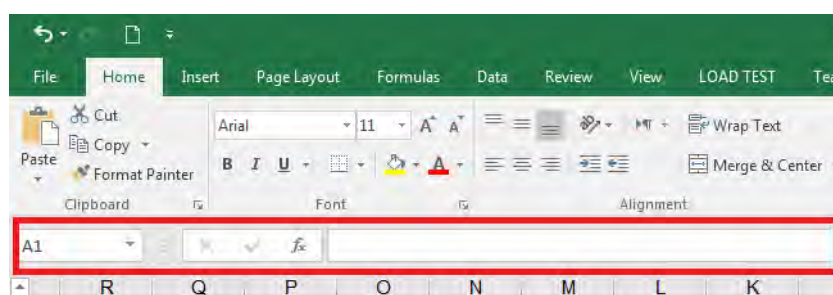 File Home Insert Page Layout Formulas Data Review View LOAD TEST
Cut
Copy
Paste
Format Painter
Arial 11 A A
Wrap Text
B I U A
Merge & Center
Clipboard Font Alignment
A1 fx
R Q P O N M L K